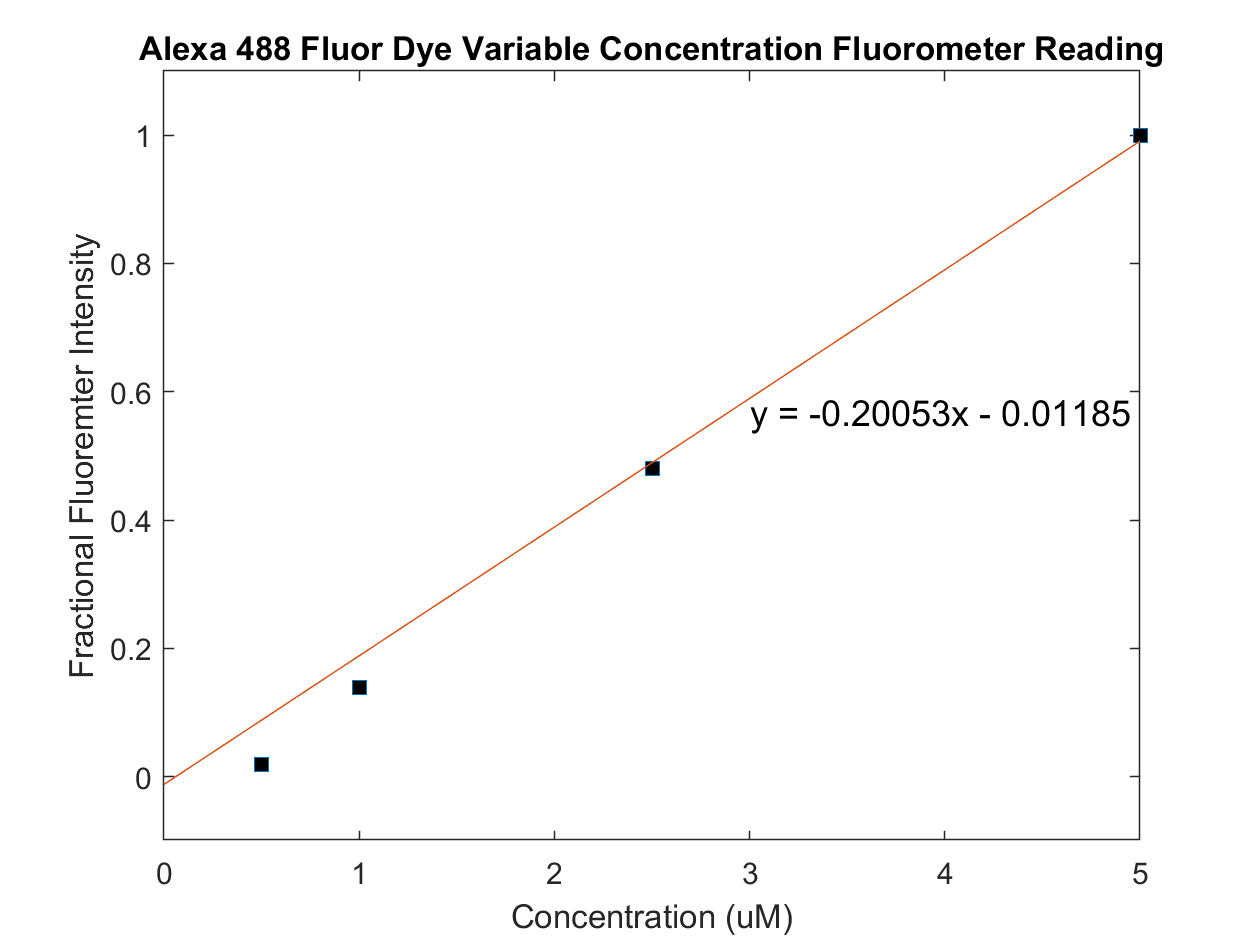 Alexa 488 Fluor Dye Variable Concentration Fluorometer Reading
Fractional Fluoremter Intensity
1
0.8
0.6
0.4
0.2
0
y = -0.20053x - 0.01185
0 1 2 3 4 5
Concentration (uM)